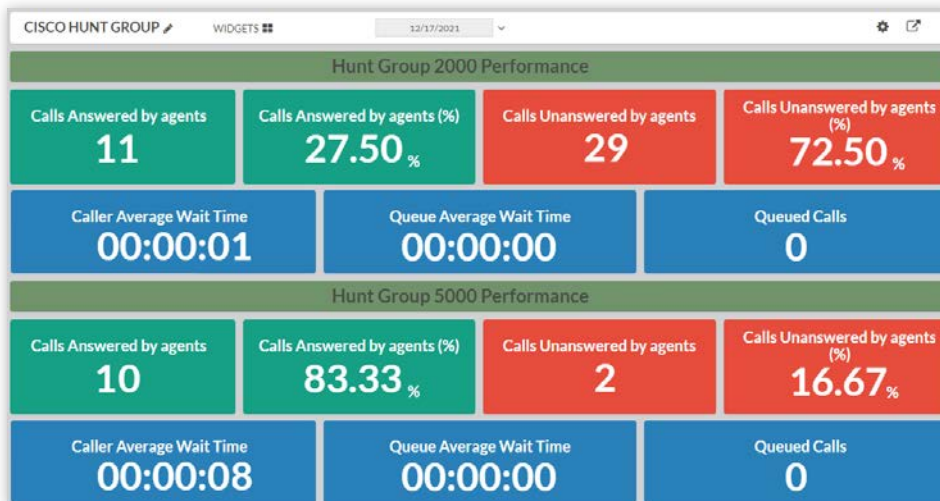 CISCO HUNT GROUP WIDGETS 12/17/2021
Hunt Group 2000 Performance
Calls Answered by agents
11
Calls Answered by agents (%)
27.50 %
Calls Unanswered by agents
29
Calls Unanswered by agents
(%)
72.50 %
Caller Average Wait Time
00:00:01
Queue Average Wait Time
00:00:00
Queued Calls
0
Hunt Group 5000 Performance
Calls Answered by agents
10
Calls Answered by agents (%)
83.33 %
Calls Unanswered by agents
2
Calls Unanswered by agents
(%)
16.67 %
Caller Average Wait Time
00:00:08
Queue Average Wait Time
00:00:00
Queued Calls
0